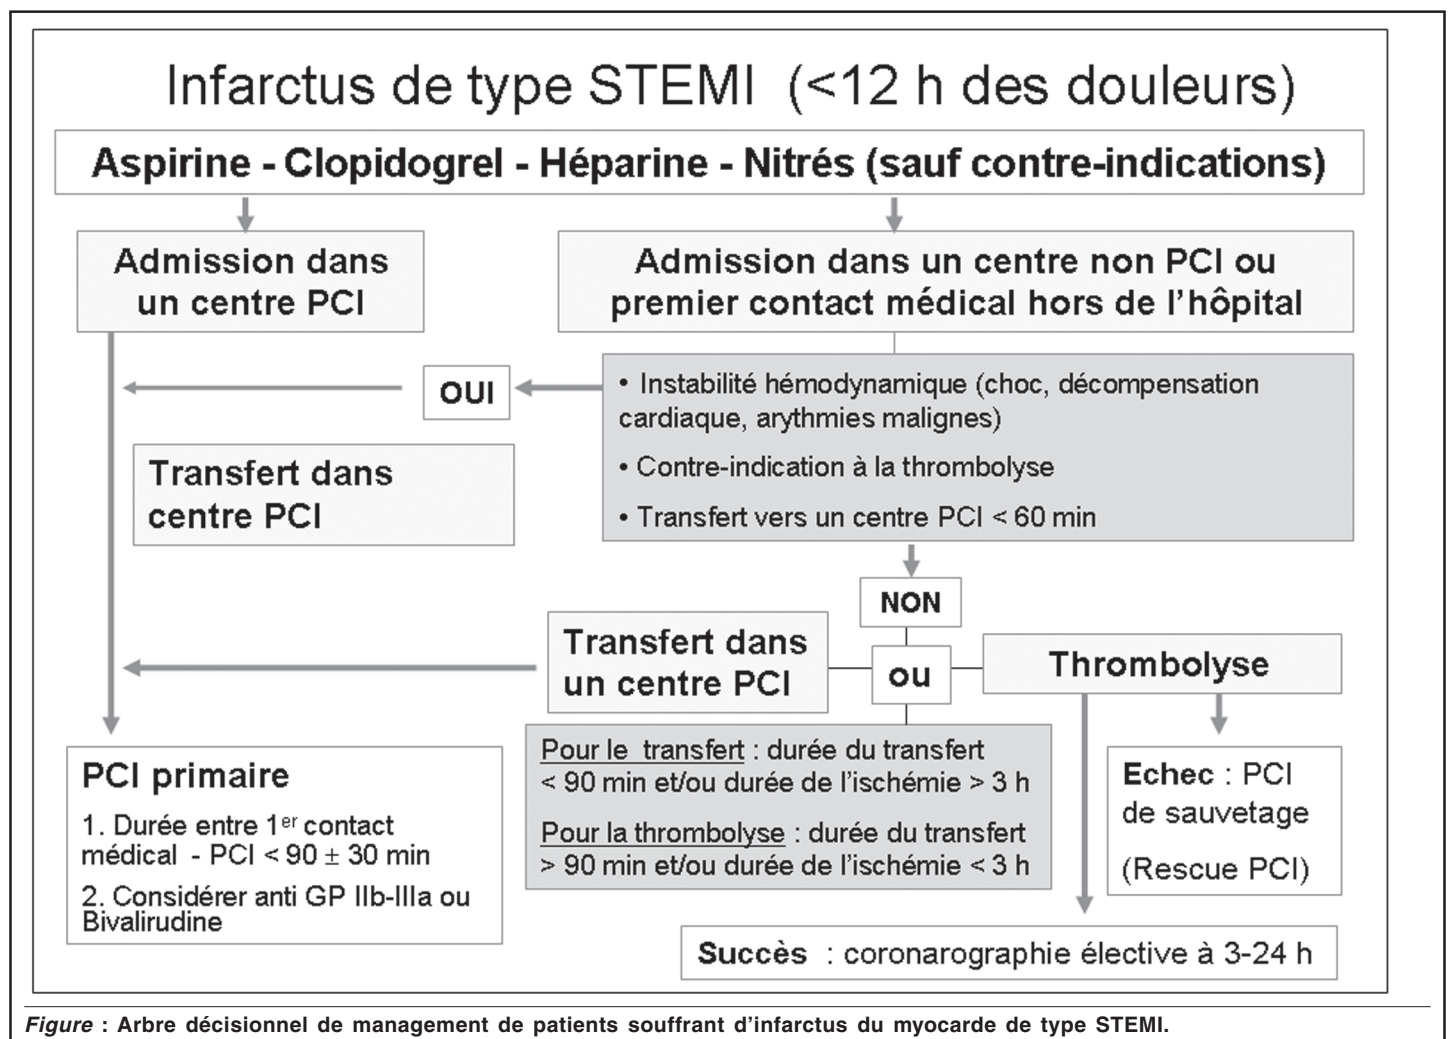 Infarctus de type STEMI (<12 h des douleurs)
Aspirine - Clopidogrel - Héparine - Nitrés (sauf contre-indications)
Admission dans
un centre PCI
Admission dans un centre non PCI ou
premier contact médical hors de l'hôpital
OUI
• Instabilité hémodynamique (choc, décompensation
cardiaque, arythmies malignes)
• Contre-indication à la thrombolyse
• Transfert vers un centre PCI < 60 min
Transfert dans
centre PCI
NON
Transfert dans
un centre PCI
ou
Thrombolyse
Pour le transfert : durée du transfert
< 90 min et/ou durée de l'ischémie > 3 h
Pour la thrombolyse : durée du transfert
> 90 min et/ou durée de l'ischémie < 3 h
PCI primaire
1. Durée entre 1er contact
médical - PCI < 90 ± 30 min
2. Considérer anti GP IIb-IIIa ou
Bivalirudine
Echec : PCI
de sauvetage
(Rescue PCI)
Succès : coronarographie élective à 3-24 h
Figure : Arbre décisionnel de management de patients souffrant d'infarctus du myocarde de type STEMI.